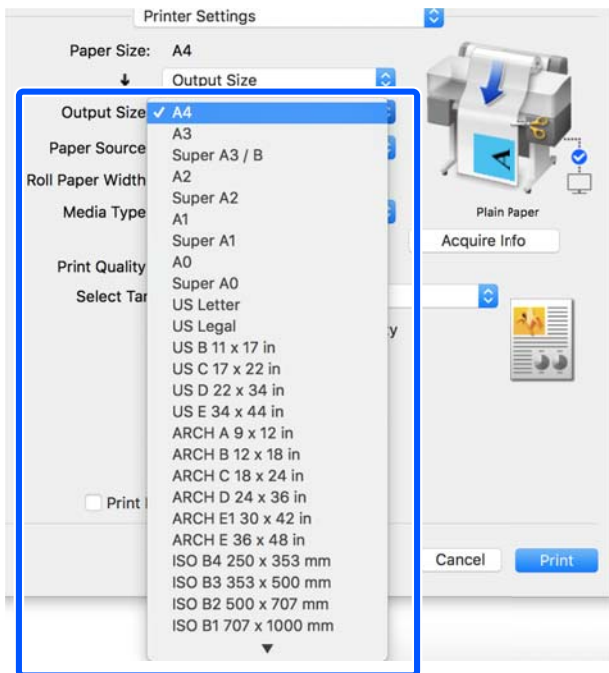 Printer Settings
Paper Size: A4
Output Size
Output Size ✓ A4
A3
Paper Source
Super A3 / B
A2
Roll Paper Width
Super A2
Media Type
A1
Plain Paper
Super A1
Acquire Info
A0
Print Quality
Super A0
Select Tar
US Letter
US Legal
y
US B 11 x 17 in
US C 17 x 22 in
US D 22 x 34 in
US E 34 x 44 in
ARCH A 9 x 12 in
ARCH B 12 x 18 in
ARCH C 18 x 24 in
ARCH D 24 x 36 in
Print
ARCH E1 30 x 42 in
ARCH E 36 x 48 in
ISO B4 250 x 353 mm
Cancel
Print
ISO B3 353 x 500 mm
ISO B2 500 x 707 mm
ISO B1 707 x 1000 mm